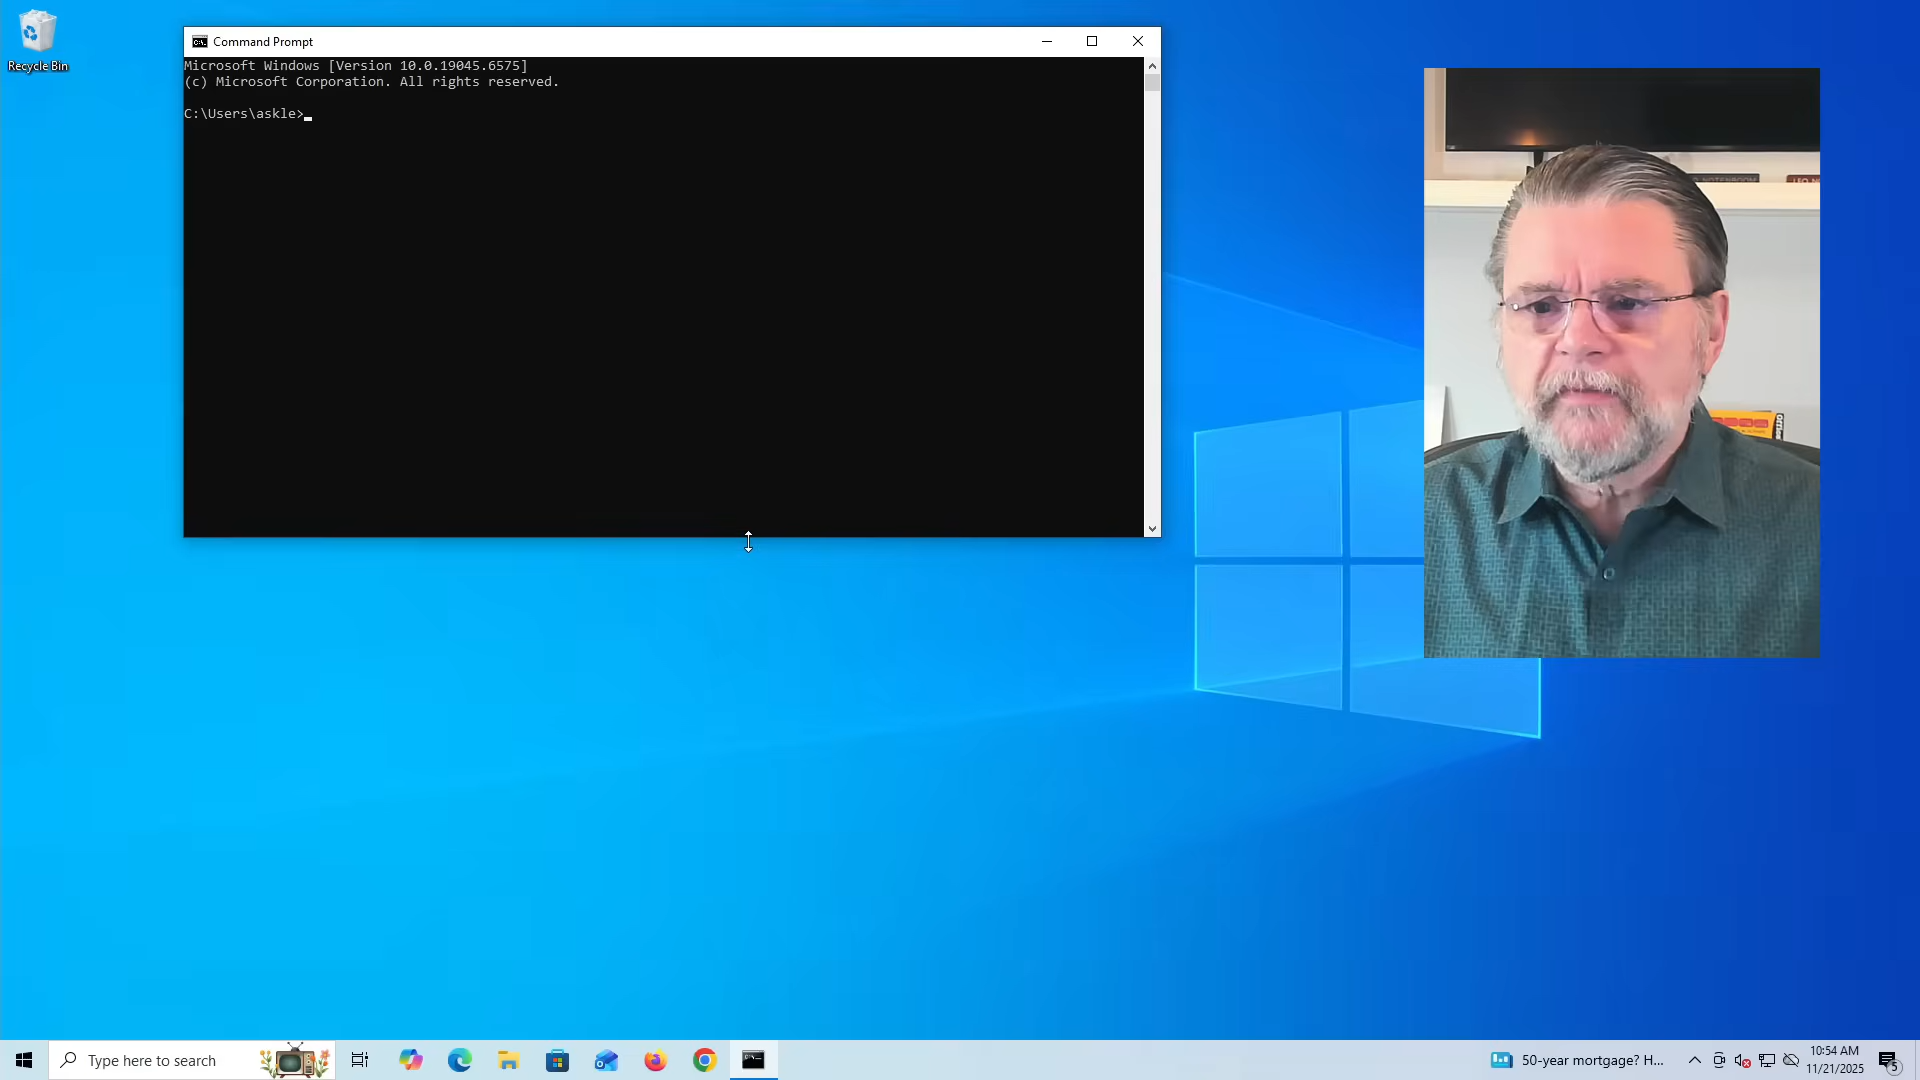 Recycle Bin
Command Prompt
Microsoft Windows [Version 10.0.19045.6575]
(c) Microsoft Corporation. All rights reserved.
C:\Users\askle>
Type here to search
50-year mortgage? H...
10:54 AM
11/21/2025
5